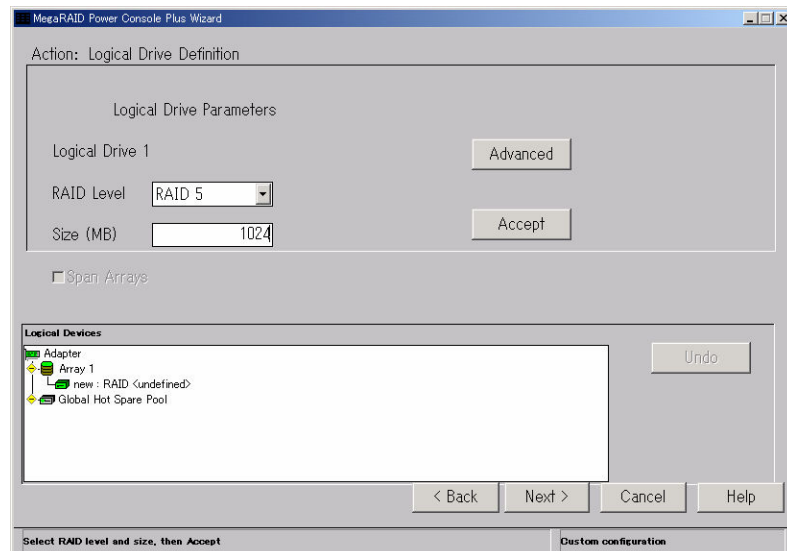 MegaRAID Power Console Plus Wizard
Action: Logical Drive Definition
Logical Drive Parameters
Logical Drive 1
Advanced
RAID Level RAID 5
Size (MB) 1024
Accept
Span Arrays
Logical Devices
Adapter
Array 1
new : RAID <undefined>
Global Hot Spare Pool
Undo
< Back Next > Cancel Help
Select RAID level and size, then Accept Custom configuration